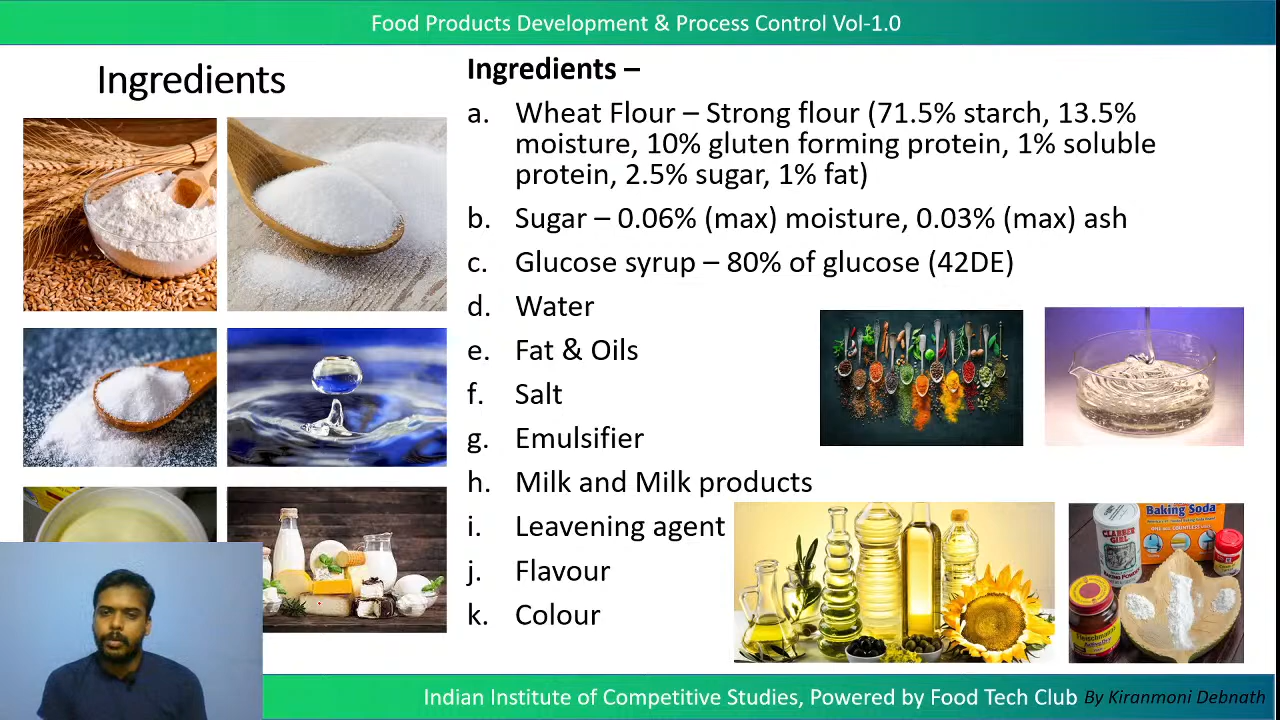 Food Products Development & Process Control Vol-1.0
Ingredients
Ingredients –
a. Wheat Flour – Strong flour (71.5% starch, 13.5%
moisture, 10% gluten forming protein, 1% soluble
protein, 2.5% sugar, 1% fat)
b. Sugar – 0.06% (max) moisture, 0.03% (max) ash
c. Glucose syrup – 80% of glucose (42DE)
d. Water
e. Fat & Oils
f. Salt
g. Emulsifier
h. Milk and Milk products
i. Leavening agent
j. Flavour
k. Colour
Baking Soda
CLABBER
GIRL
Fleischmann's
Indian Institute of Competitive Studies, Powered by Food Tech Club By Kiranmoni Debnath